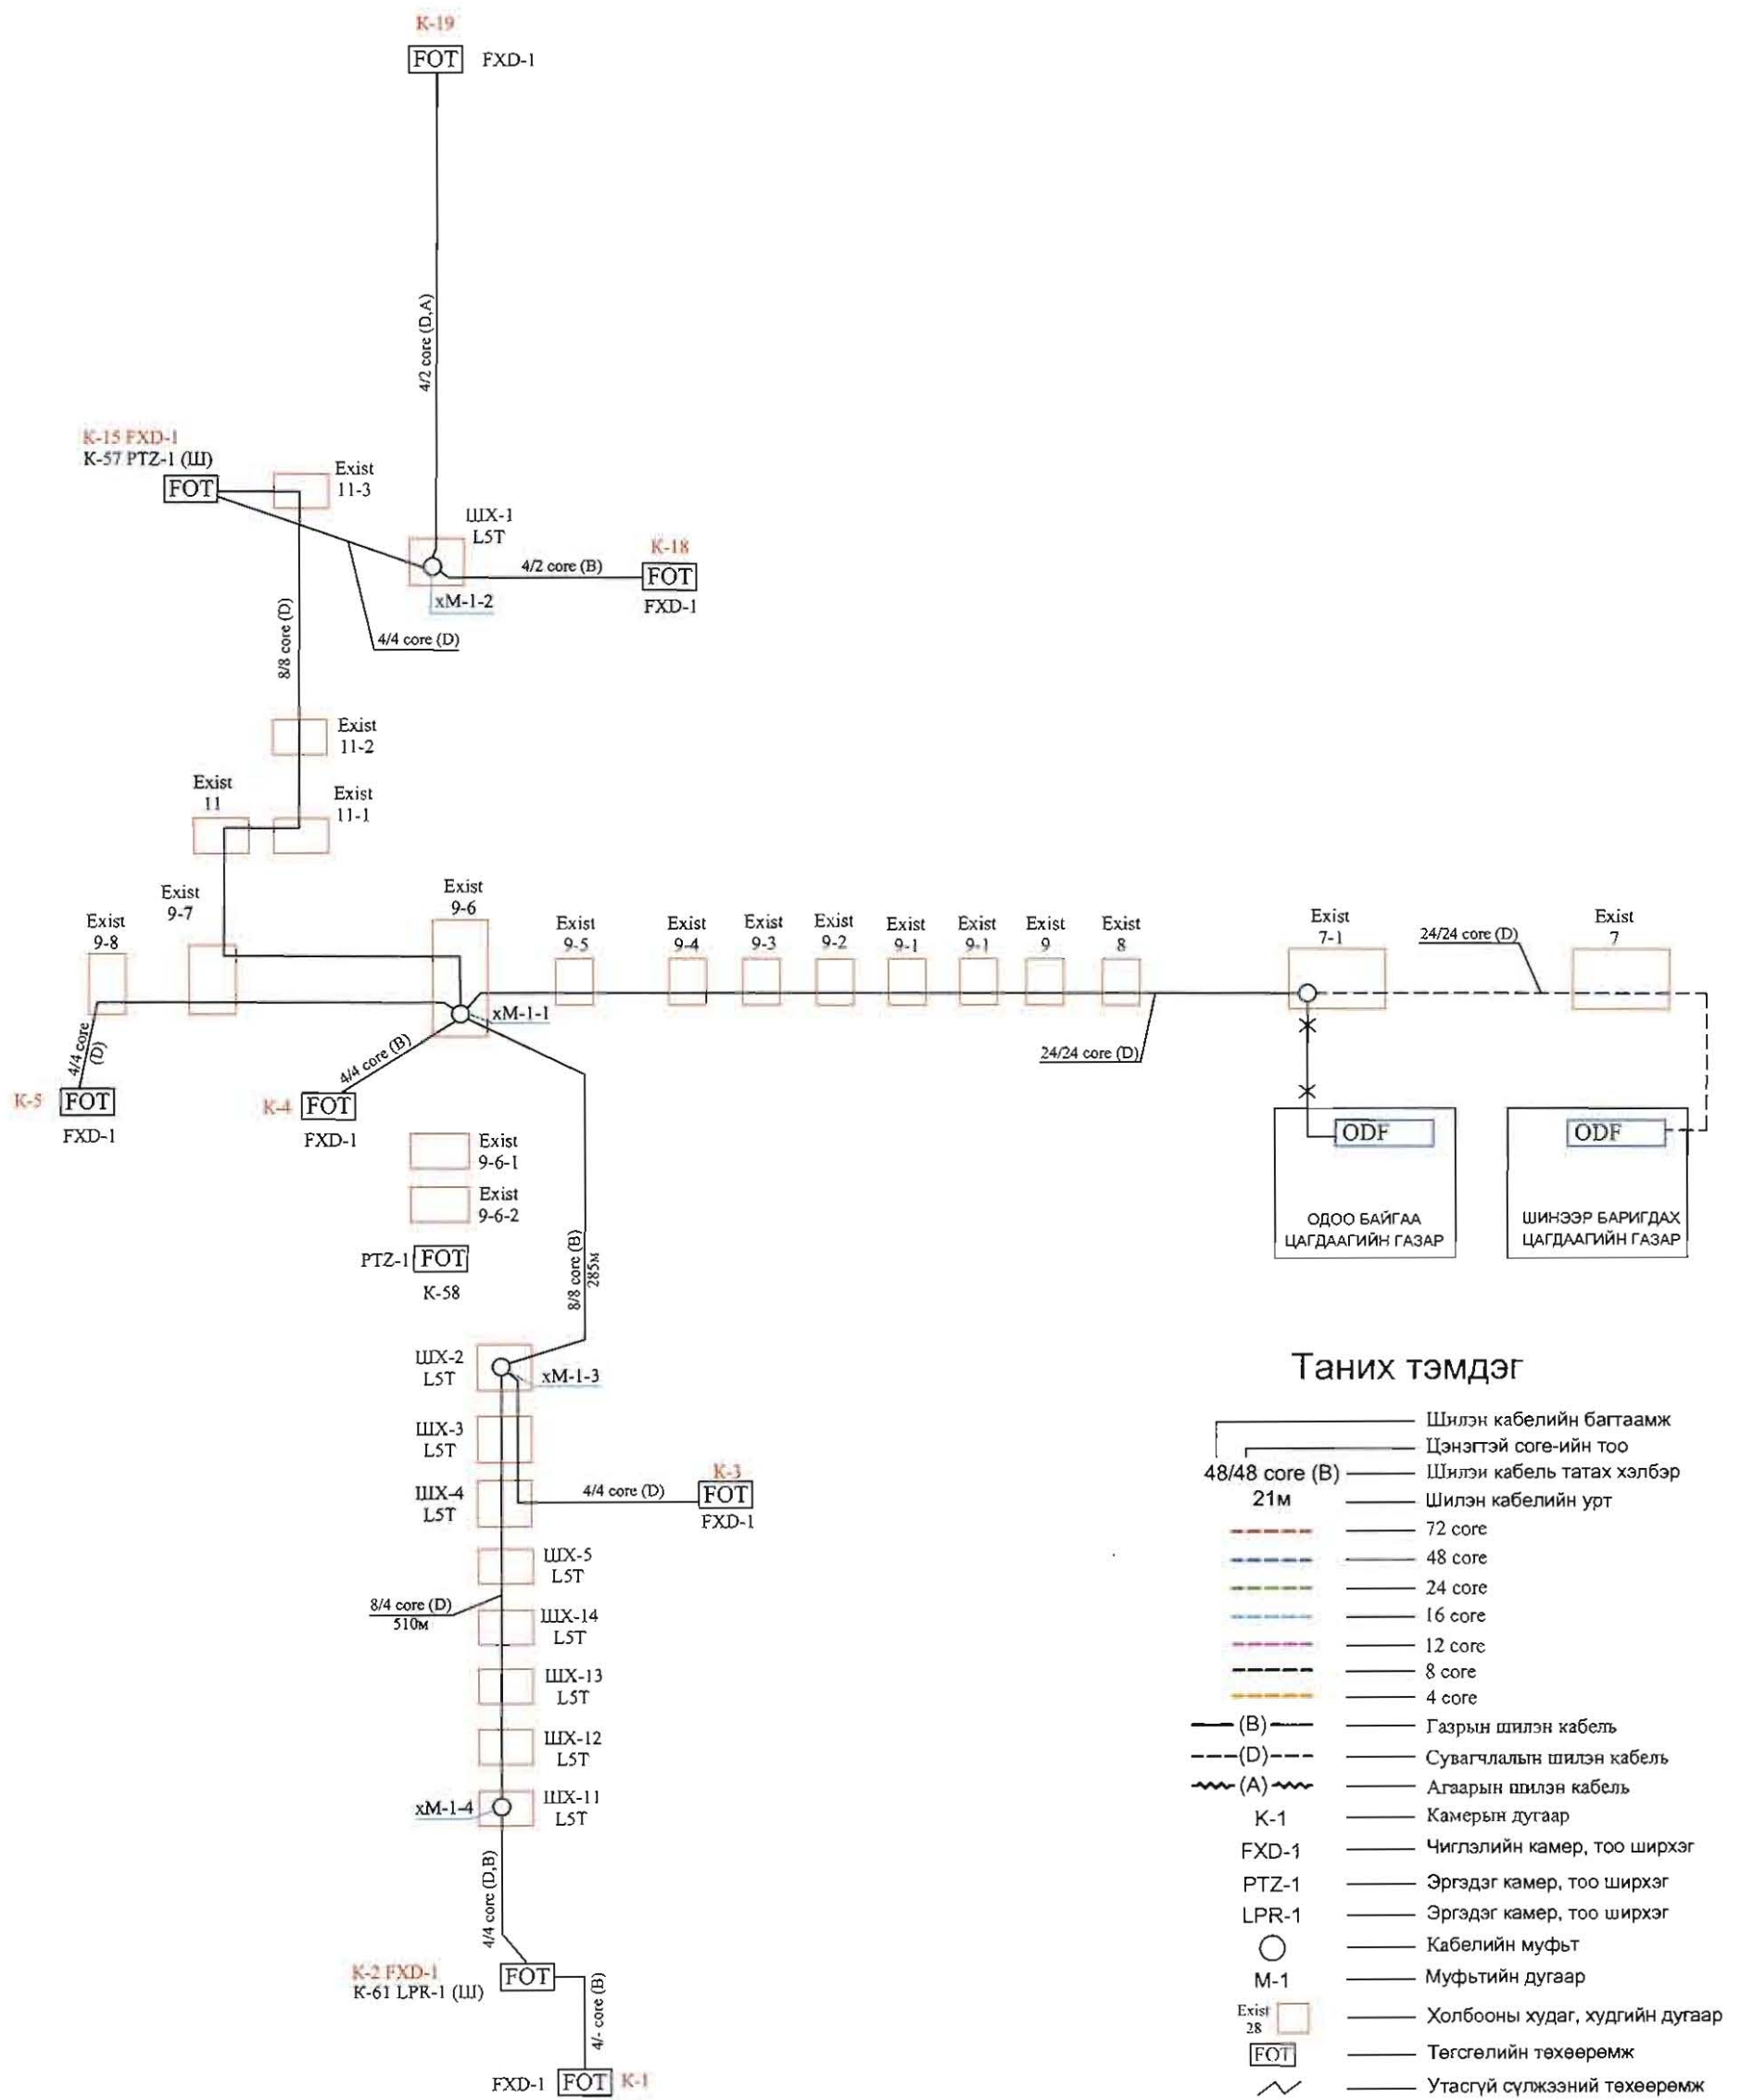 K-19
FOT FXD-1
4/2 core (D,A)
K-15 FXD-1
K-57 PTZ-1 (Ш)
FOT
Exist
11-3
ШХ-1
L5T
K-18
4/2 core (B)
FOT
FXD-1
xM-1-2
4/4 core (D)
8/8 core (D)
Exist
11-2
Exist
11
Exist
11-1
Exist
9-8
Exist
9-7
Exist
9-6
Exist
9-5
Exist
9-4
Exist
9-3
Exist
9-2
Exist
9-1
Exist
9-1
Exist
9
Exist
8
Exist
7-1
24/24 core (D)
Exist
7
xM-1-1
24/24 core (D)
4/4 core
(D)
4/4 core (B)
K-5 FOT
FXD-1
K-4 FOT
FXD-1
ODF
ОДОО БАЙГАА
ЦАГДААГИЙН ГАЗАР
ODF
ШИНЭЭР БАРИГДАХ
ЦАГДААГИЙН ГАЗАР
Exist
9-6-1
Exist
9-6-2
PTZ-1 FOT
K-58
8/8 core (B)
285м
ШХ-2
L5T
xM-1-3
ШХ-3
L5T
ШХ-4
L5T
4/4 core (D)
K-3
FOT
FXD-1
ШХ-5
L5T
8/4 core (D)
510м
ШХ-14
L5T
ШХ-13
L5T
ШХ-12
L5T
xM-1-4
ШХ-11
L5T
4/4 core (D,B)
K-2 FXD-1
K-61 LPR-1 (Ш)
FOT
4/- core (B)
FXD-1 FOT K-1
Таних тэмдэг
Шилэн кабелийн багтаамж
Цэнэгтэй core-ийн тоо
48/48 core (B) Шилэн кабель татах хэлбэр
21м Шилэн кабелийн урт
72 core
48 core
24 core
16 core
12 core
8 core
4 core
(B) Газрын шилэн кабель
(D) Сувагчлалын шилэн кабель
(A) Агаарын шилэн кабель
K-1 Камерын дугаар
FXD-1 Чиглэлийн камер, тоо ширхэг
PTZ-1 Эргэдэг камер, тоо ширхэг
LPR-1 Эргэдэг камер, тоо ширхэг
Кабелийн муфьт
M-1 Муфьтийн дугаар
Exist
28 Холбооны худаг, худгийн дугаар
FOT Төгсгөлийн төхөөрөмж
Утасгүй сүлжээний төхөөрөмж